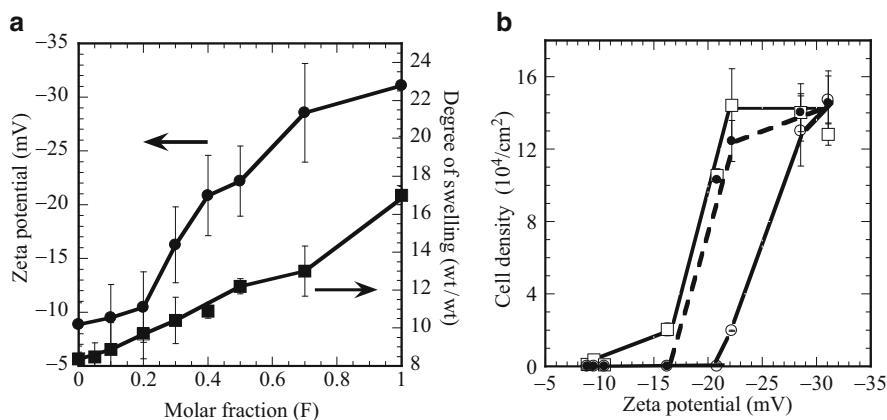 a
−35
−30
−25
−20
−15
−10
−5
Zeta potential (mV)
24
22
20
18
16
14
12
10
8
Degree of swelling (wt/wt)
0 0.2 0.4 0.6 0.8 1
Molar fraction (F)
b
16
12
8
4
0
Cell density (10⁴/cm²)
−5 −10 −15 −20 −25 −30 −35
Zeta potential (mV)